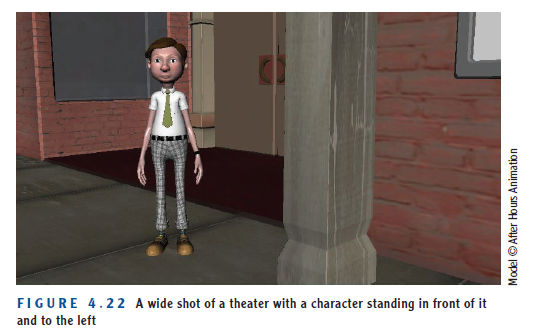 Model © After Hours Animation
FIGURE 4.22 A wide shot of a theater with a character standing in front of it
and to the left